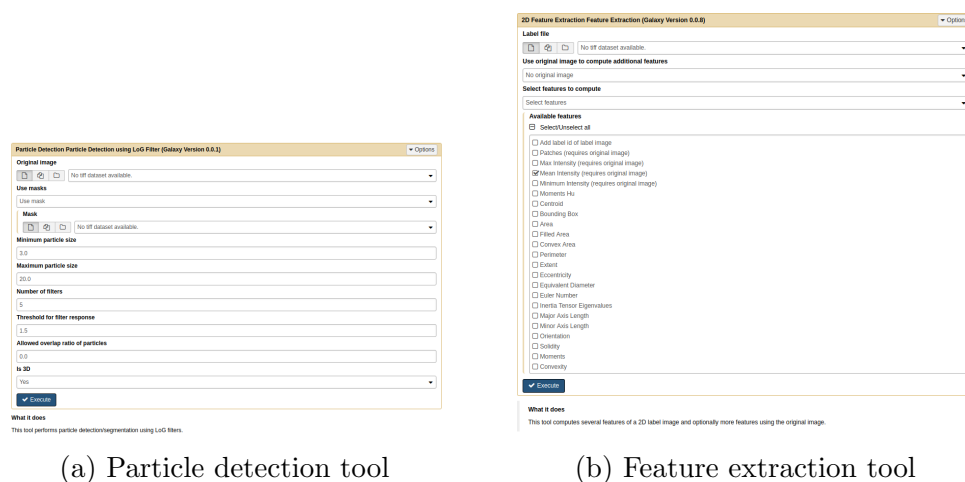 Particle Detection Particle Detection using LoG Filter (Galaxy Version 0.0.1)
Options
Original image
No tiff dataset available.
Use masks
Use mask
Mask
No tiff dataset available.
Minimum particle size
3.0
Maximum particle size
20.0
Number of filters
5
Threshold for filter response
1.5
Allowed overlap ratio of particles
0.0
Is 3D
Yes
Execute
What it does
This tool performs particle detection/segmentation using LoG filters.
(a) Particle detection tool
2D Feature Extraction Feature Extraction (Galaxy Version 0.0.8)
Option
Label file
No tiff dataset available.
Use original image to compute additional features
No original image
Select features to compute
Select features
Available features
Select/Unselect all
Add label id of label image
Patches (requires original image)
Max Intensity (requires original image)
Mean Intensity (requires original image)
Minimum Intensity (requires original image)
Moments Hu
Centroid
Bounding Box
Area
Filled Area
Convex Area
Perimeter
Extent
Eccentricity
Equivalent Diameter
Euler Number
Inertia Tensor Eigenvalues
Major Axis Length
Minor Axis Length
Orientation
Solidity
Moments
Convexity
Execute
What it does
This tool computes several features of a 2D label image and optionally more features using the original image.
(b) Feature extraction tool